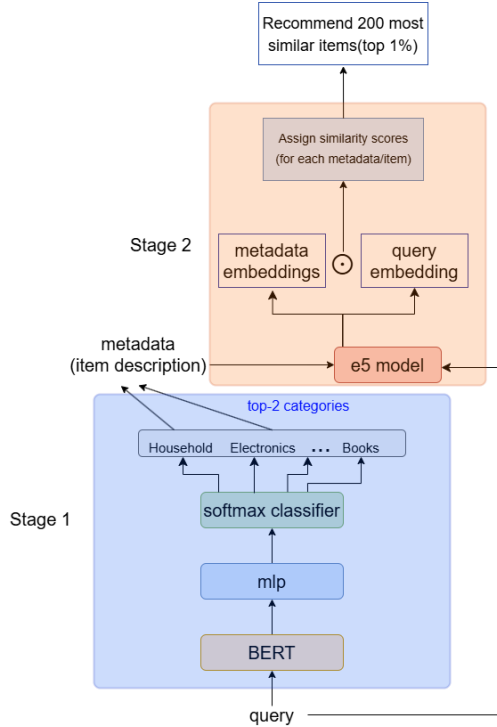 Recommend 200 most
similar items(top 1%)
Assign similarity scores
(for each metadata/item)
Stage 2
metadata
embeddings
query
embedding
metadata
(item description)
e5 model
top-2 categories
Household Electronics ... Books
Stage 1
softmax classifier
mlp
BERT
query